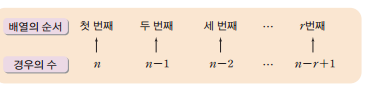 배열의 순서 첫 번째 두 번째 세 번째 … r번째
경우의 수 n n-1 n-2 … n-r+1